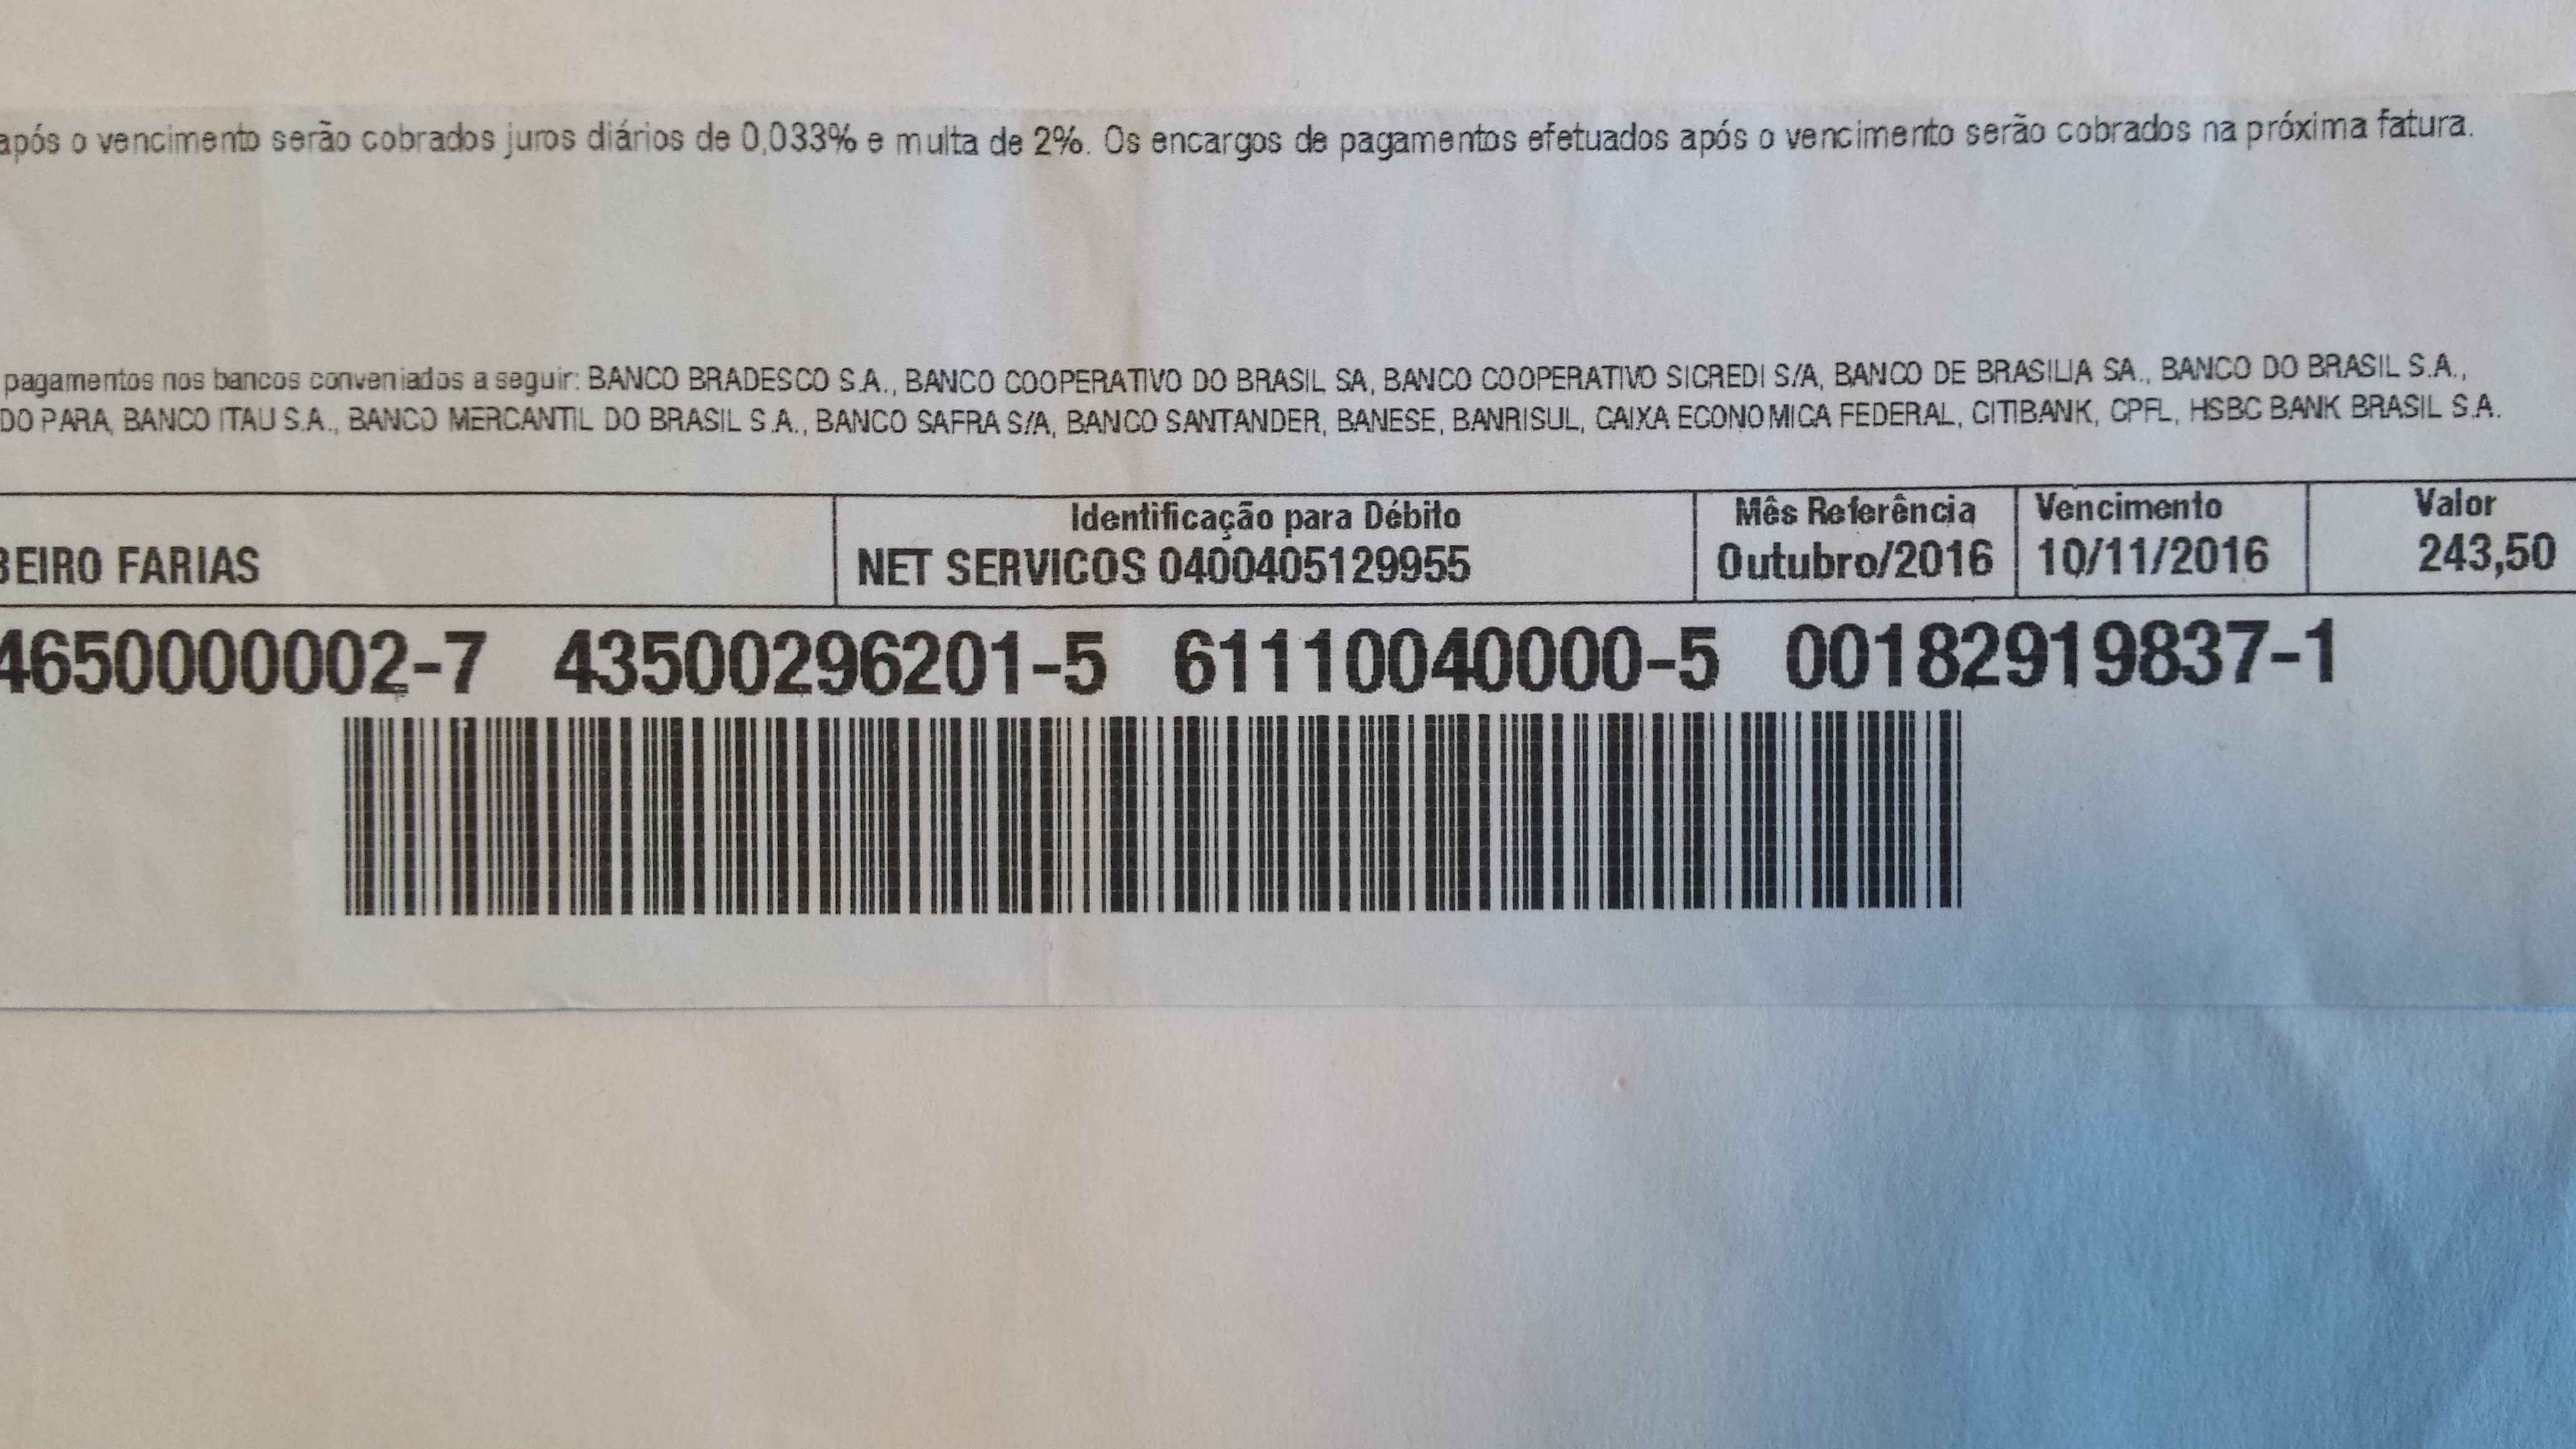 após o vencimento serão cobrados juros diários de 0,033% e multa de 2%. Os encargos de pagamentos efetuados após o vencimento serão cobrados na próxima fatura.
pagamentos nos bancos conveniados a seguir: BANCO BRADESCO S.A., BANCO COOPERATIVO DO BRASIL SA, BANCO COOPERATIVO SICREDI S/A, BANCO DE BRASILIA SA., BANCO DO BRASIL S.A.,
DO PARA, BANCO ITAU S.A., BANCO MERCANTIL DO BRASIL S.A., BANCO SAFRA S/A, BANCO SANTANDER, BANESE, BANRISUL, CAIXA ECONOMICA FEDERAL, CITIBANK, CPFL, HSBC BANK BRASIL S.A.
Identificação para Débito Mês Referência Vencimento Valor
BEIRO FARIAS NET SERVICOS 0400405129955 Outubro/2016 10/11/2016 243,50
4650000002-7 43500296201-5 61110040000-5 00182919837-1